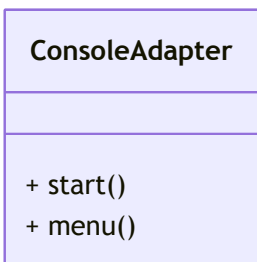 ConsoleAdapter
+ start()
+ menu()